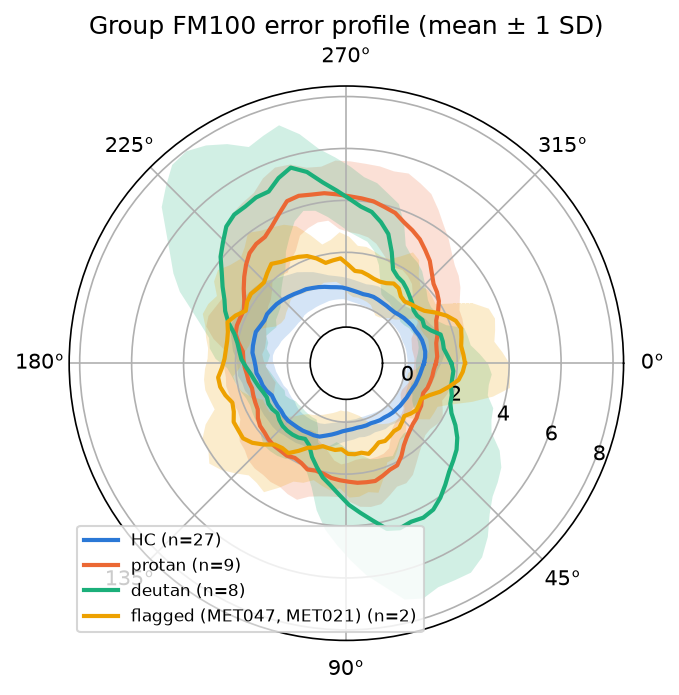 Group FM100 error profile (mean ± 1 SD)
270°
225°
315°
180°
0°
0
2
4
6
8
HC (n=27)
protan (n=9)
135°
deutan (n=8)
45°
flagged (MET047, MET021) (n=2)
90°